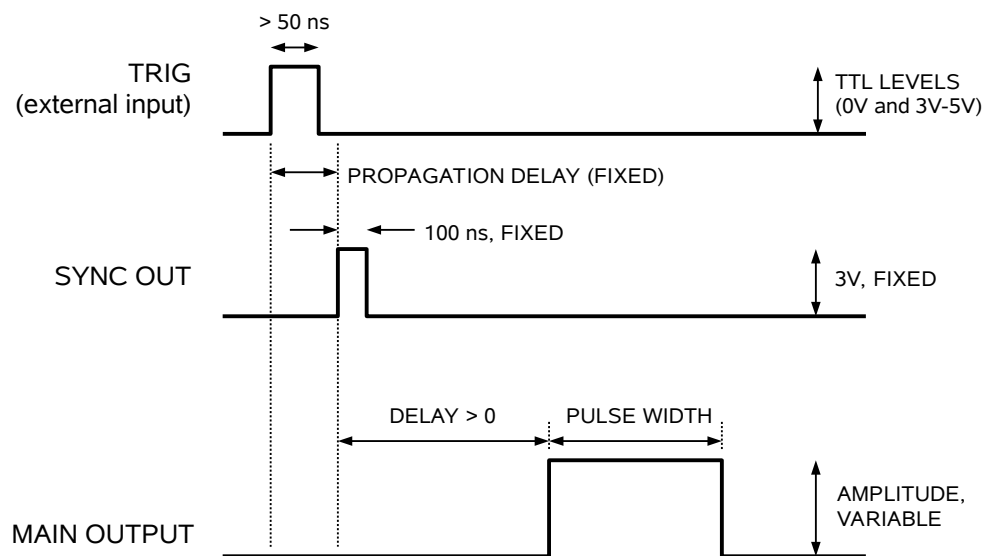 > 50 ns
TRIG
(external input)
TTL LEVELS
(0V and 3V-5V)
PROPAGATION DELAY (FIXED)
100 ns, FIXED
SYNC OUT
3V, FIXED
DELAY > 0
PULSE WIDTH
AMPLITUDE,
VARIABLE
MAIN OUTPUT